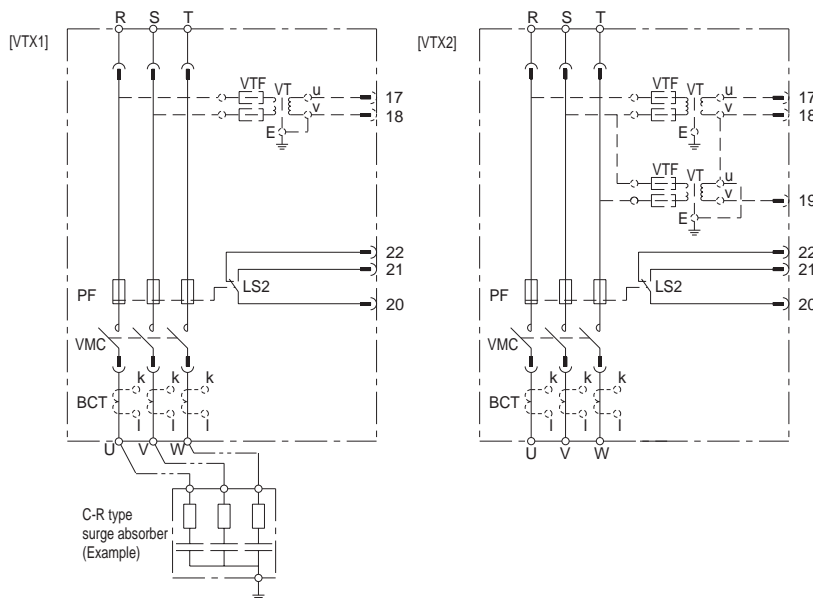 [VTX1]
R S T
VTF VT u
v
17
18
E
22
21
LS2
20
PF
VMC
BCT
k k k
l l l
U V W
C-R type
surge absorber
(Example)
[VTX2]
R S T
VTF VT u
v
17
18
E
VTF VT u
v
19
E
22
21
LS2
20
PF
VMC
BCT
k k k
l l l
U V W